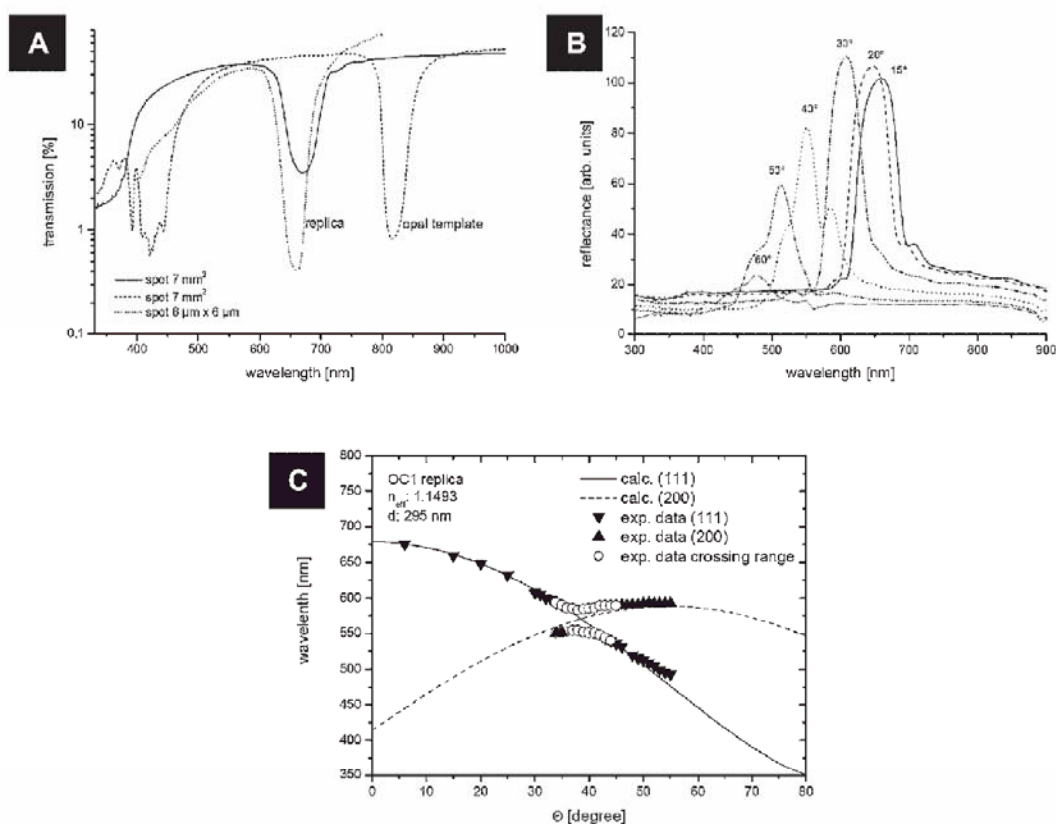 A
transmission [%]
10
1
0.1
replica
opal template
spot 7 mm²
spot 7 mm²
spot 6 µm x 6 µm
400 500 600 700 800 900 1000
wavelength [nm]
B
reflectance [arb. units]
120
100
80
60
40
20
0
30°
20°
15°
40°
50°
60°
300 400 500 600 700 800 900
wavelength [nm]
C
wavelenth [nm]
800
750
700
650
600
550
500
450
400
350
OC1 replica
n eff: 1.1493
d: 295 nm
calc. (111)
calc. (200)
exp. data (111)
exp. data (200)
exp. data crossing range
0 10 20 30 40 50 60 70 80
Θ [degree]